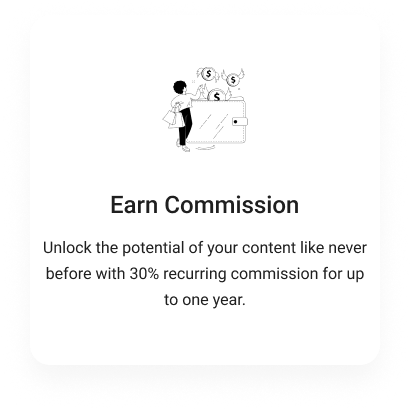 $ $
$
Earn Commission
Unlock the potential of your content like never
before with 30% recurring commission for up
to one year.